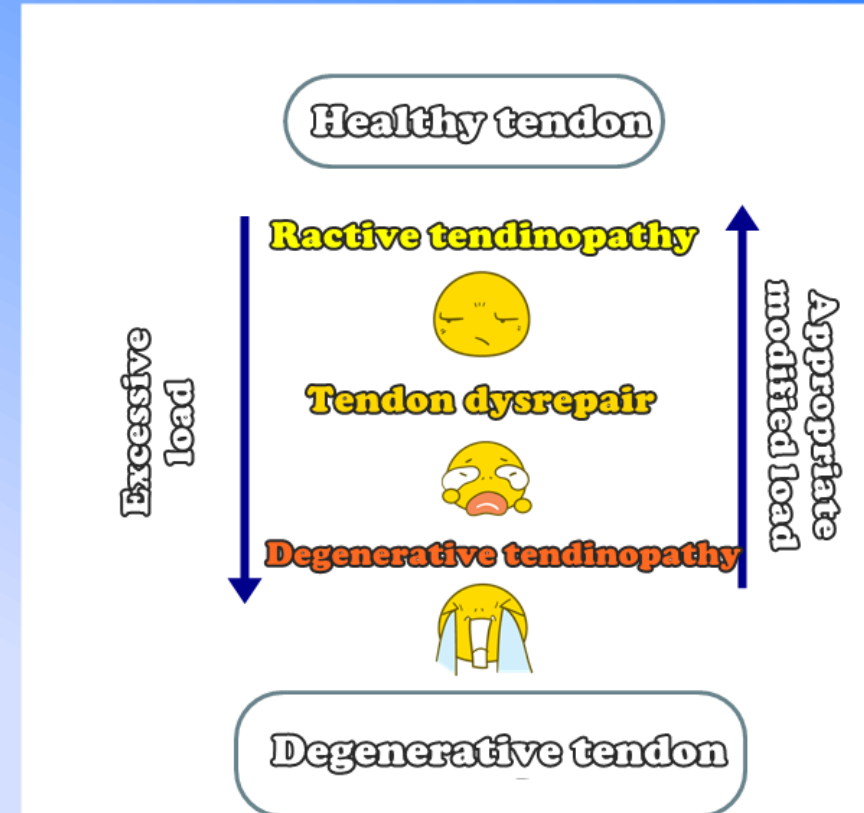 Healthy tendon
Ractive tendinopathy
Excessive
load
Appropriate
modified load
Tendon dysrepair
Degenerative tendinopathy
Degenerative tendon